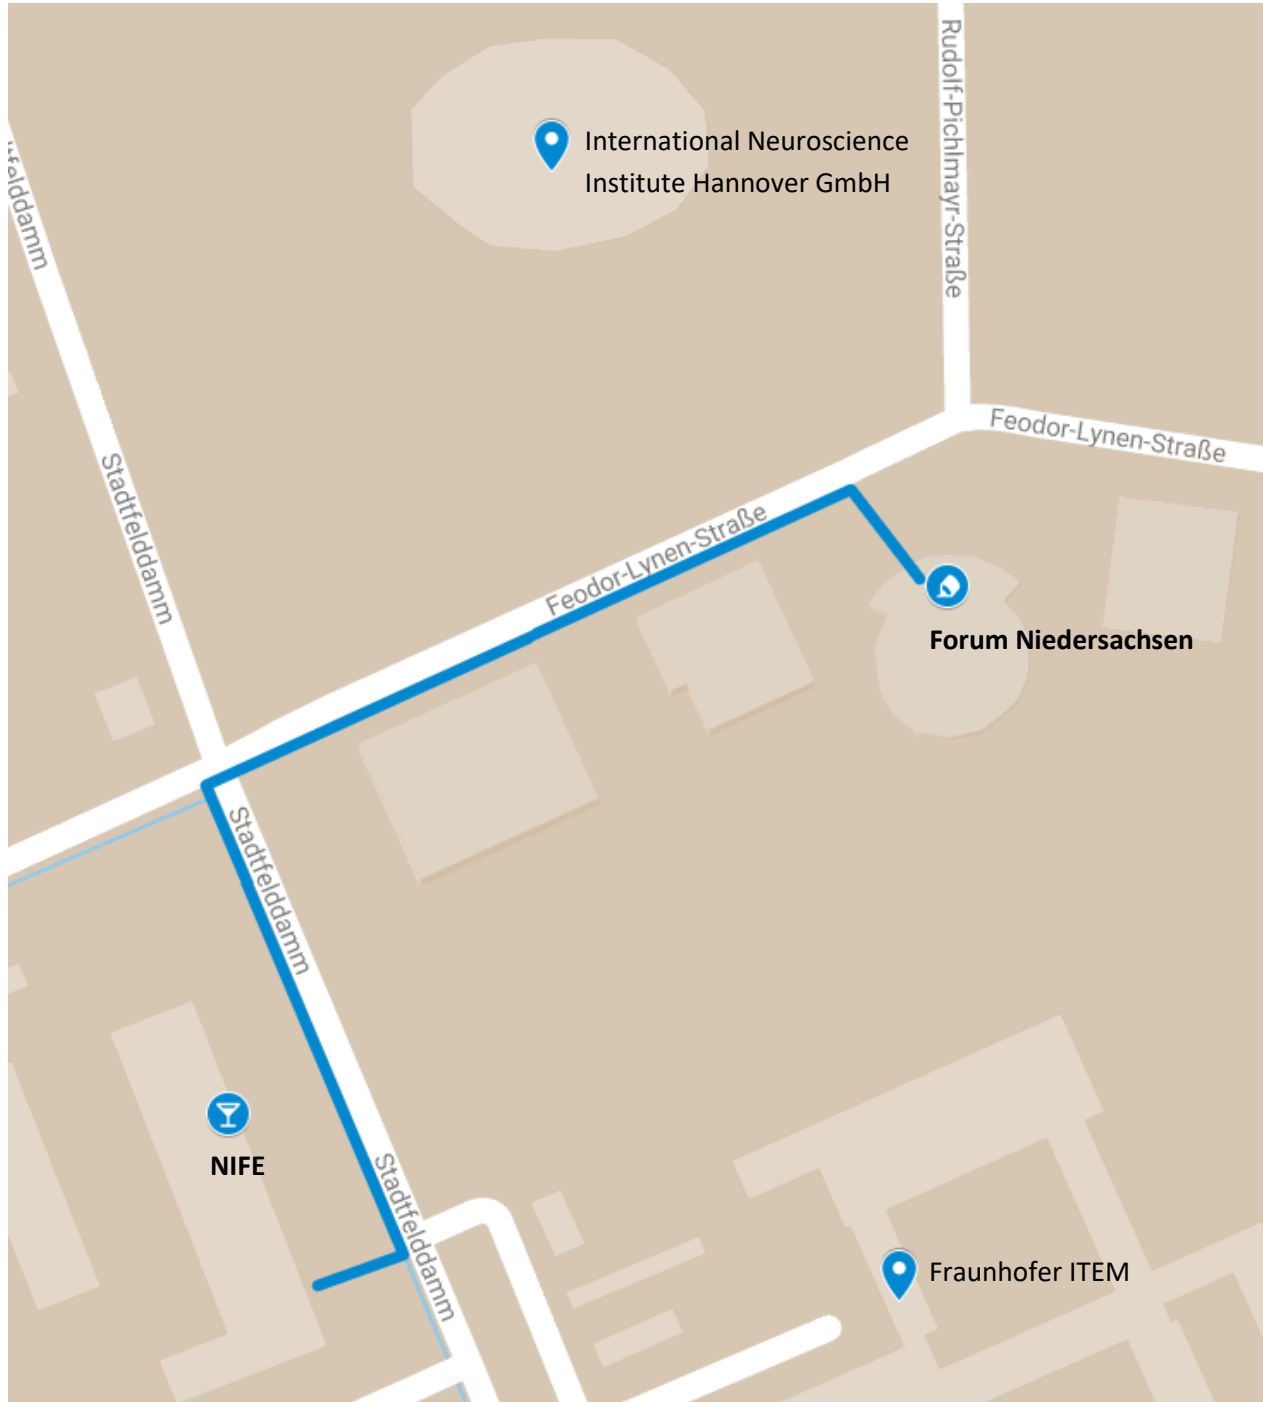 International Neuroscience
Institute Hannover GmbH
Rudolf-Pichlmayr-Straße
tfelddamm
Feodor-Lynen-Straße
Stadtfelddamm
Feodor-Lynen-Straße
Forum Niedersachsen
Stadtfelddamm
NIFE
Stadtfelddamm
Fraunhofer ITEM